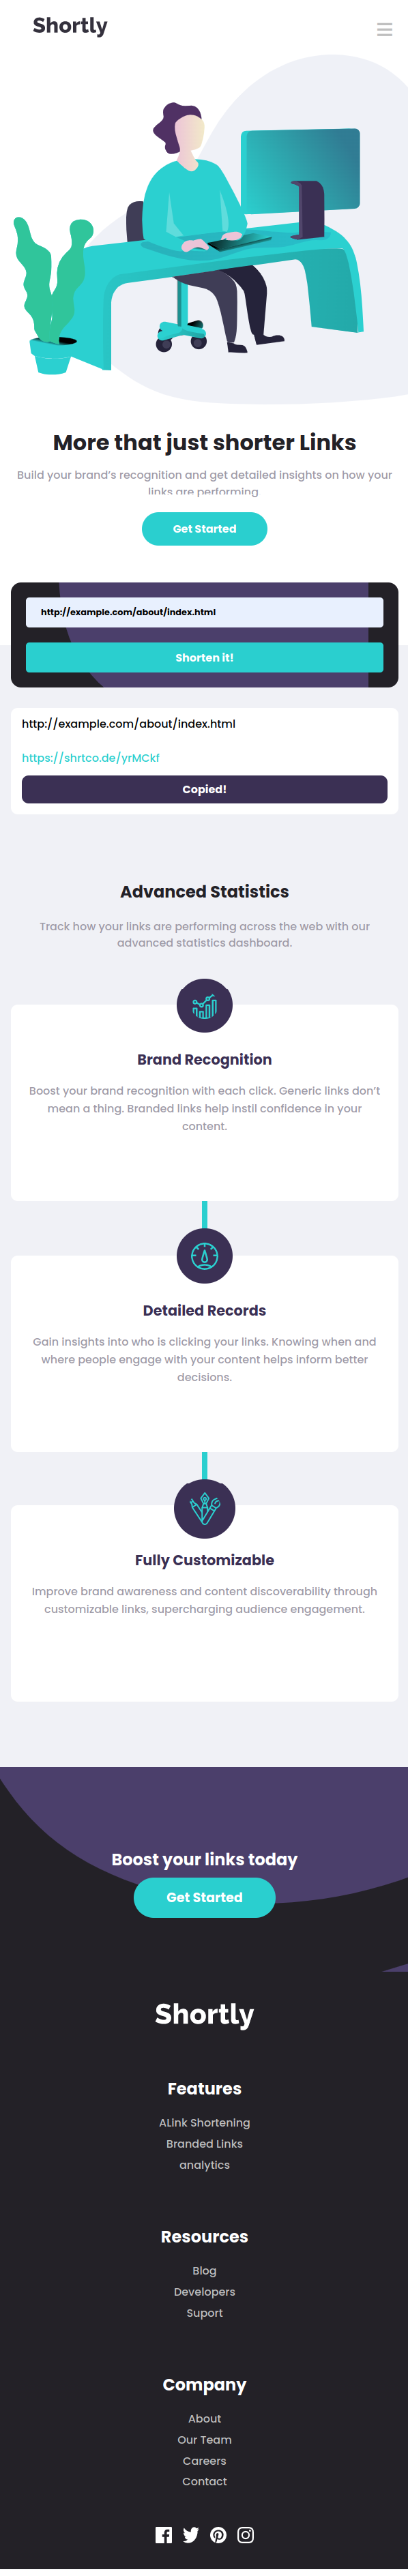 Shortly
More that just shorter Links
Build your brand's recognition and get detailed insights on how your
links are performing
Get Started
http://example.com/about/index.html
Shorten it!
http://example.com/about/index.html
https://shrtco.de/yrMCkf
Copied!
Advanced Statistics
Track how your links are performing across the web with our
advanced statistics dashboard.
Brand Recognition
Boost your brand recognition with each click. Generic links don't
mean a thing. Branded links help instil confidence in your
content.
Detailed Records
Gain insights into who is clicking your links. Knowing when and
where people engage with your content helps inform better
decisions.
Fully Customizable
Improve brand awareness and content discoverability through
customizable links, supercharging audience engagement.
Boost your links today
Get Started
Shortly
Features
ALink Shortening
Branded Links
analytics
Resources
Blog
Developers
Suport
Company
About
Our Team
Careers
Contact